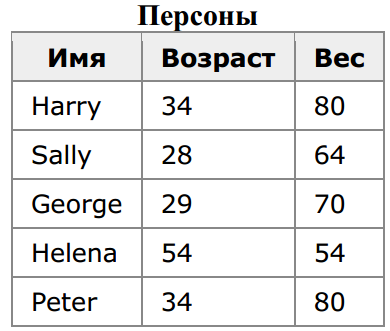 Персоны
Имя Возраст Вес
Harry 34 80
Sally 28 64
George 29 70
Helena 54 54
Peter 34 80